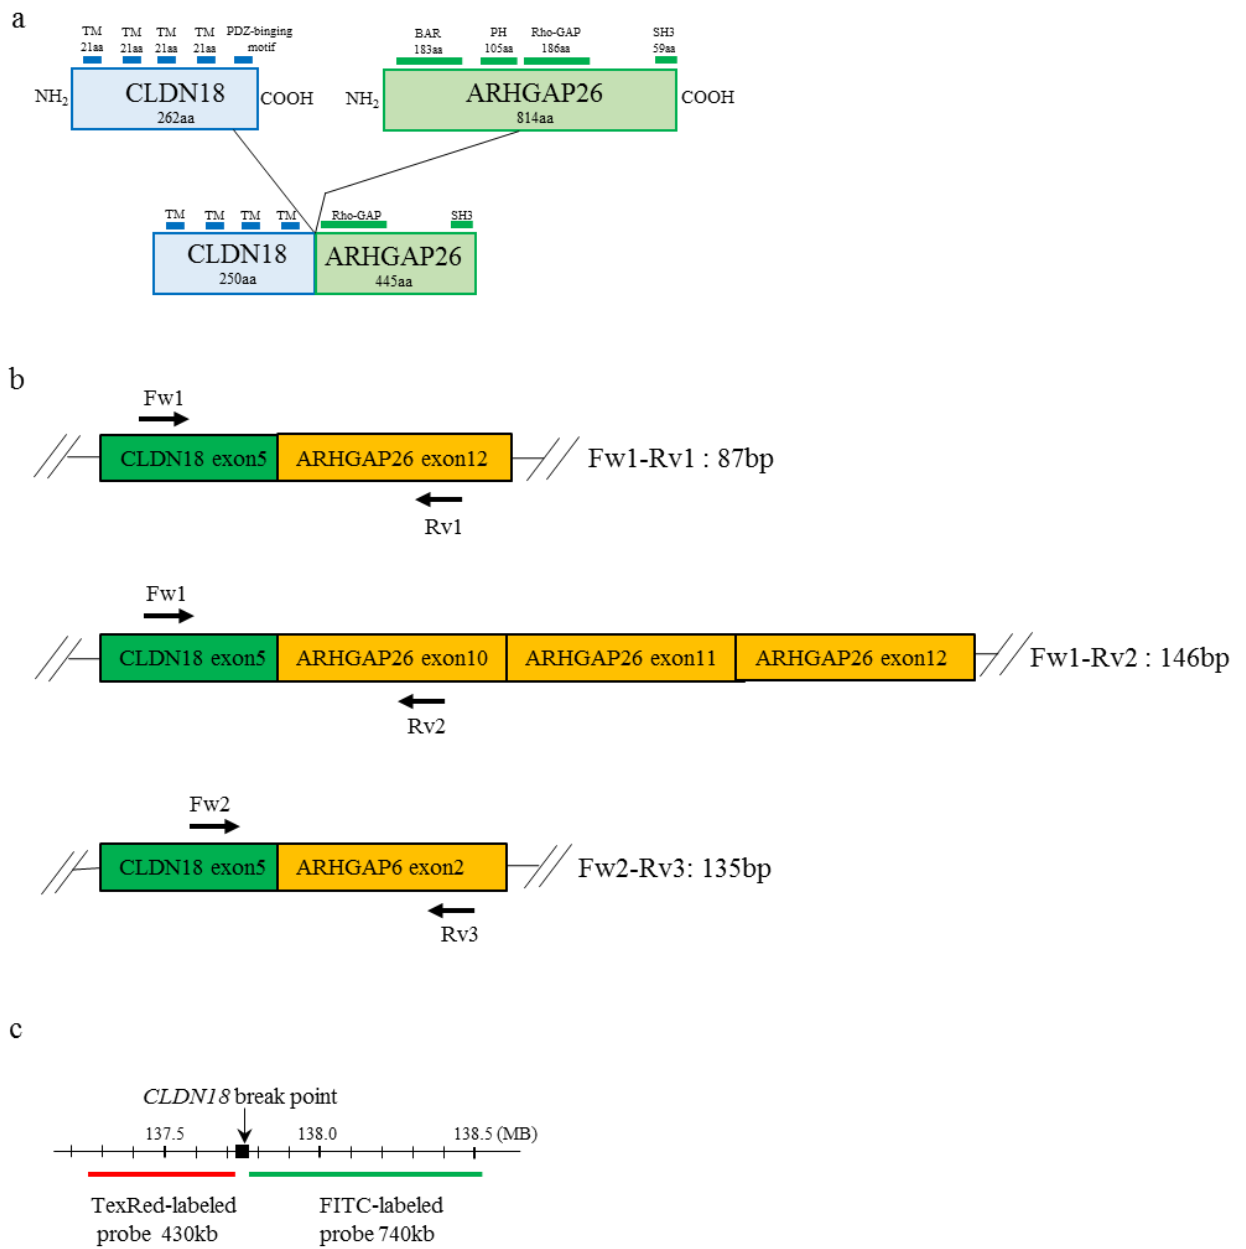 a
TM TM TM TM PDZ-binging
21aa 21aa 21aa 21aa motif
BAR PH Rho-GAP SH3
183aa 105aa 186aa 59aa
NH2 CLDN18 COOH NH2 ARHGAP26 COOH
262aa 814aa
TM TM TM TM Rho-GAP SH3
CLDN18 ARHGAP26
250aa 445aa
b
Fw1
CLDN18 exon5 ARHGAP26 exon12 Fw1-Rv1 : 87bp
Rv1
Fw1
CLDN18 exon5 ARHGAP26 exon10 ARHGAP26 exon11 ARHGAP26 exon12 Fw1-Rv2 : 146bp
Rv2
Fw2
CLDN18 exon5 ARHGAP6 exon2 Fw2-Rv3: 135bp
Rv3
c
CLDN18 break point
137.5 138.0 138.5 (MB)
TexRed-labeled FITC-labeled
probe 430kb probe 740kb